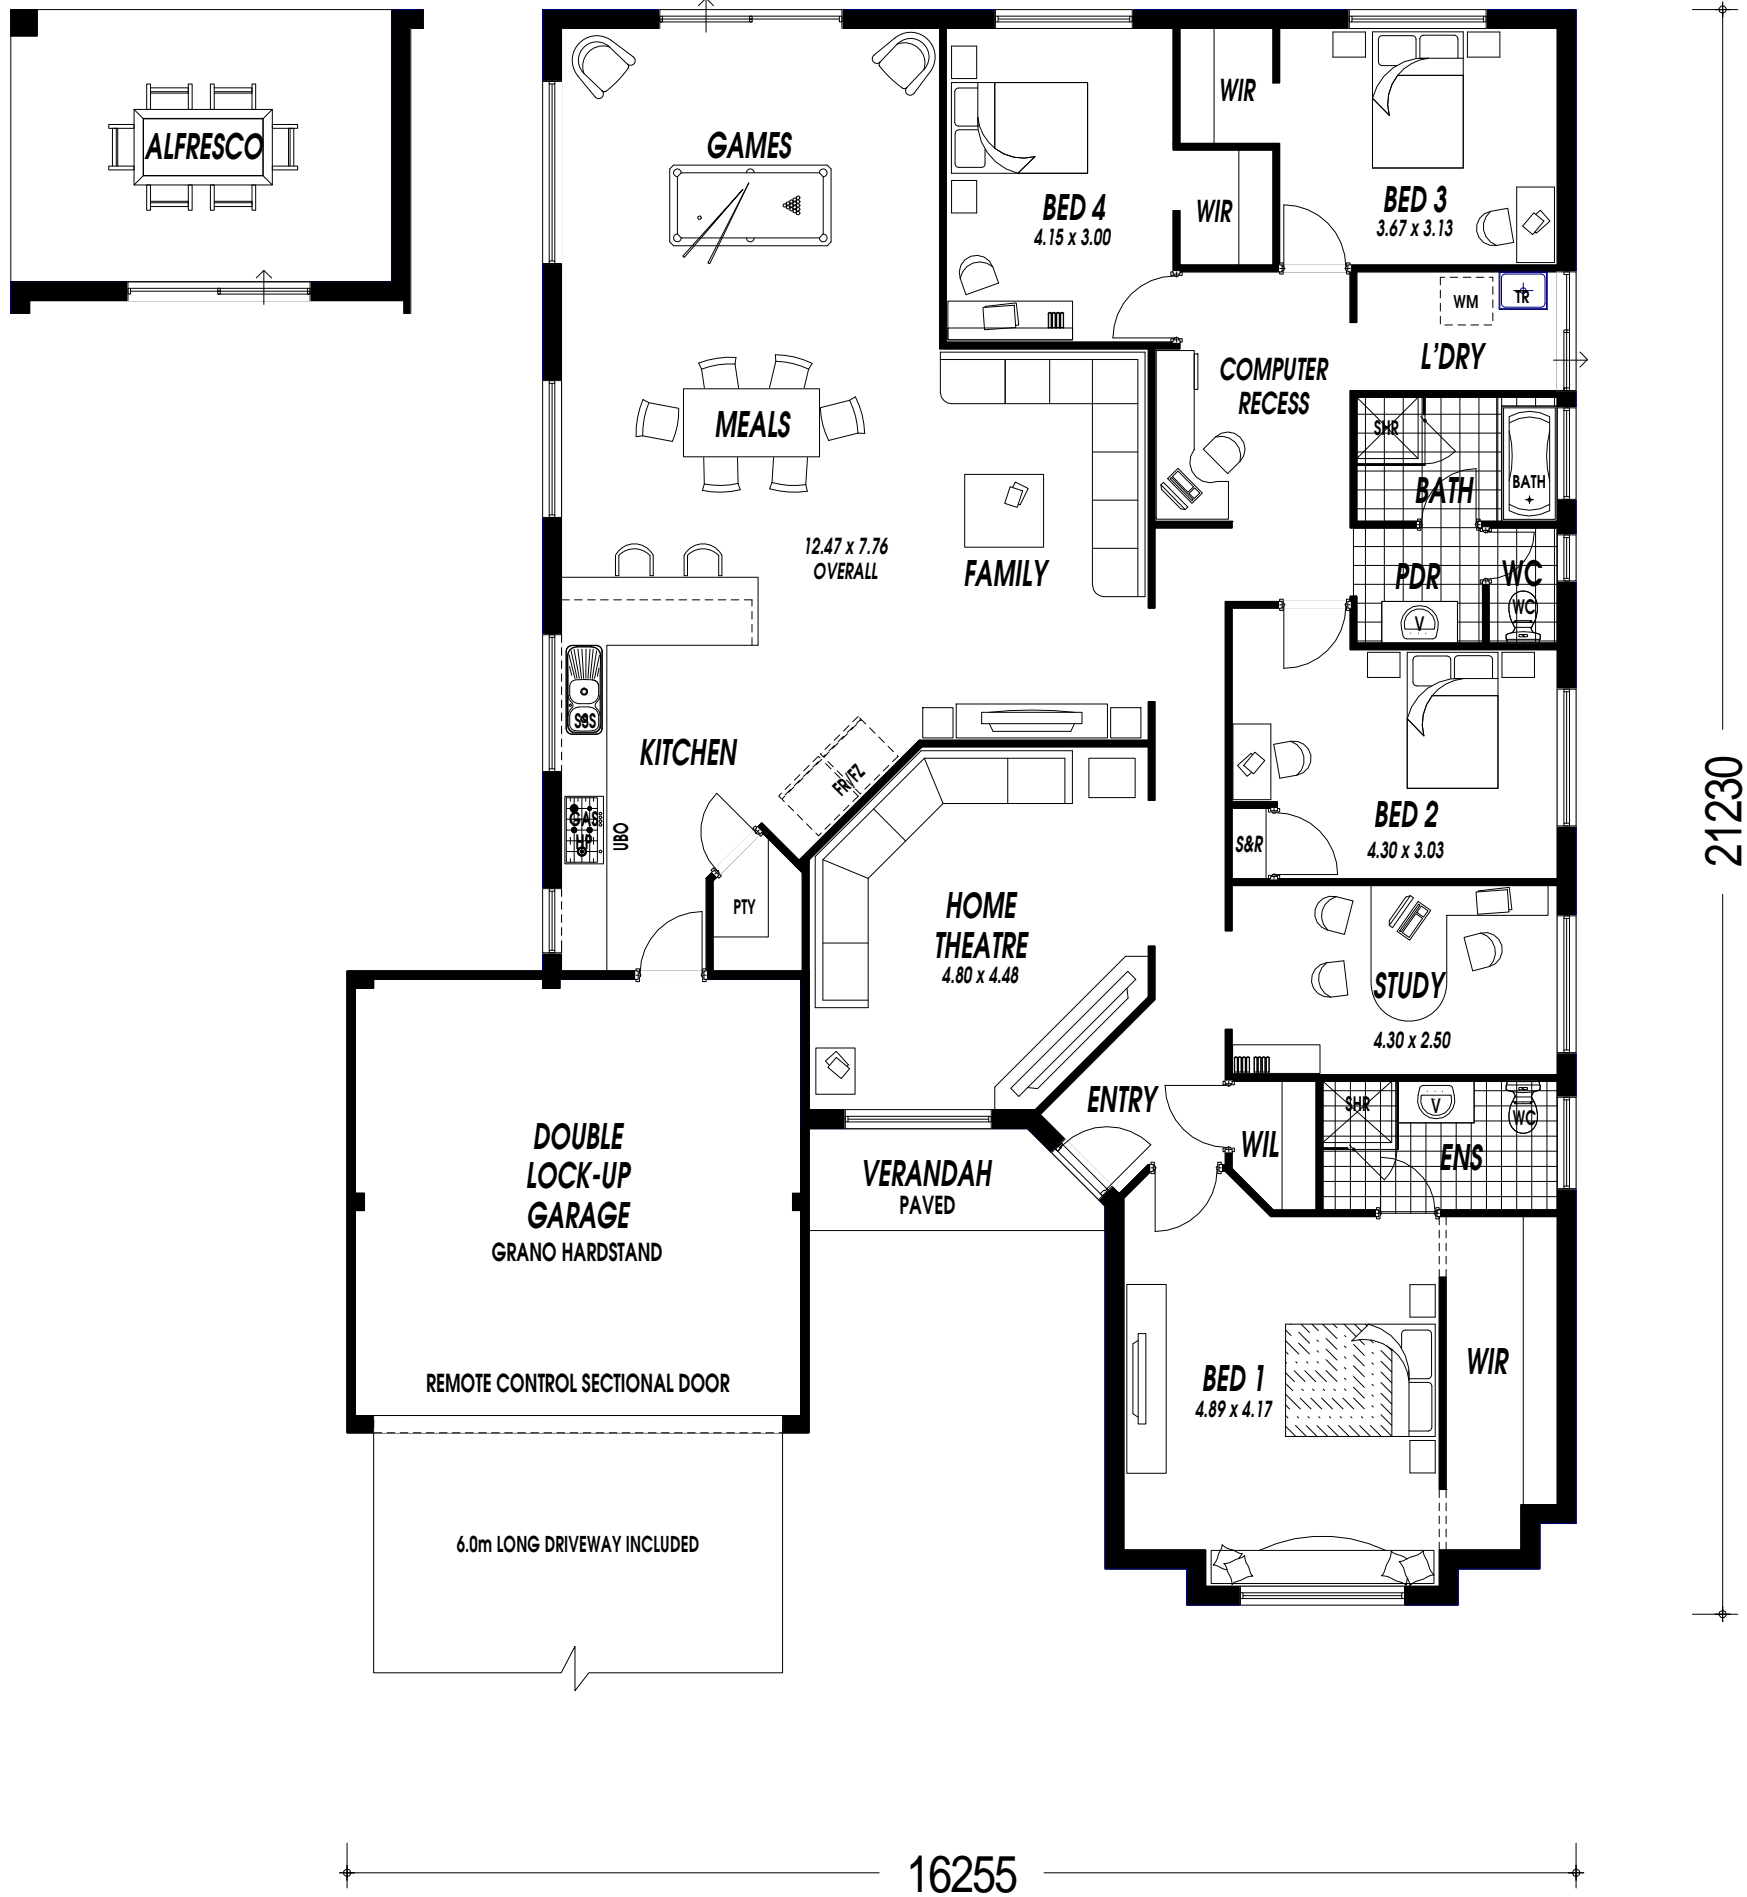 ALFRESCO
GAMES
WIR
BED 4
4.15 x 3.00
WIR
BED 3
3.67 x 3.13
WM
TR
L'DRY
COMPUTER
RECESS
MEALS
SHR
BATH
BATH
12.47 x 7.76
OVERALL
FAMILY
PDR
WC
WC
V
SS
KITCHEN
FR/FZ
GAS
HP
UBO
BED 2
4.30 x 3.03
S&R
PTY
HOME
THEATRE
4.80 x 4.48
STUDY
4.30 x 2.50
21230
ENTRY
SHR
V
WC
WIL
ENS
DOUBLE
LOCK-UP
GARAGE
GRANO HARDSTAND
VERANDAH
PAVED
REMOTE CONTROL SECTIONAL DOOR
BED 1
4.89 x 4.17
WIR
6.0m LONG DRIVEWAY INCLUDED
16255